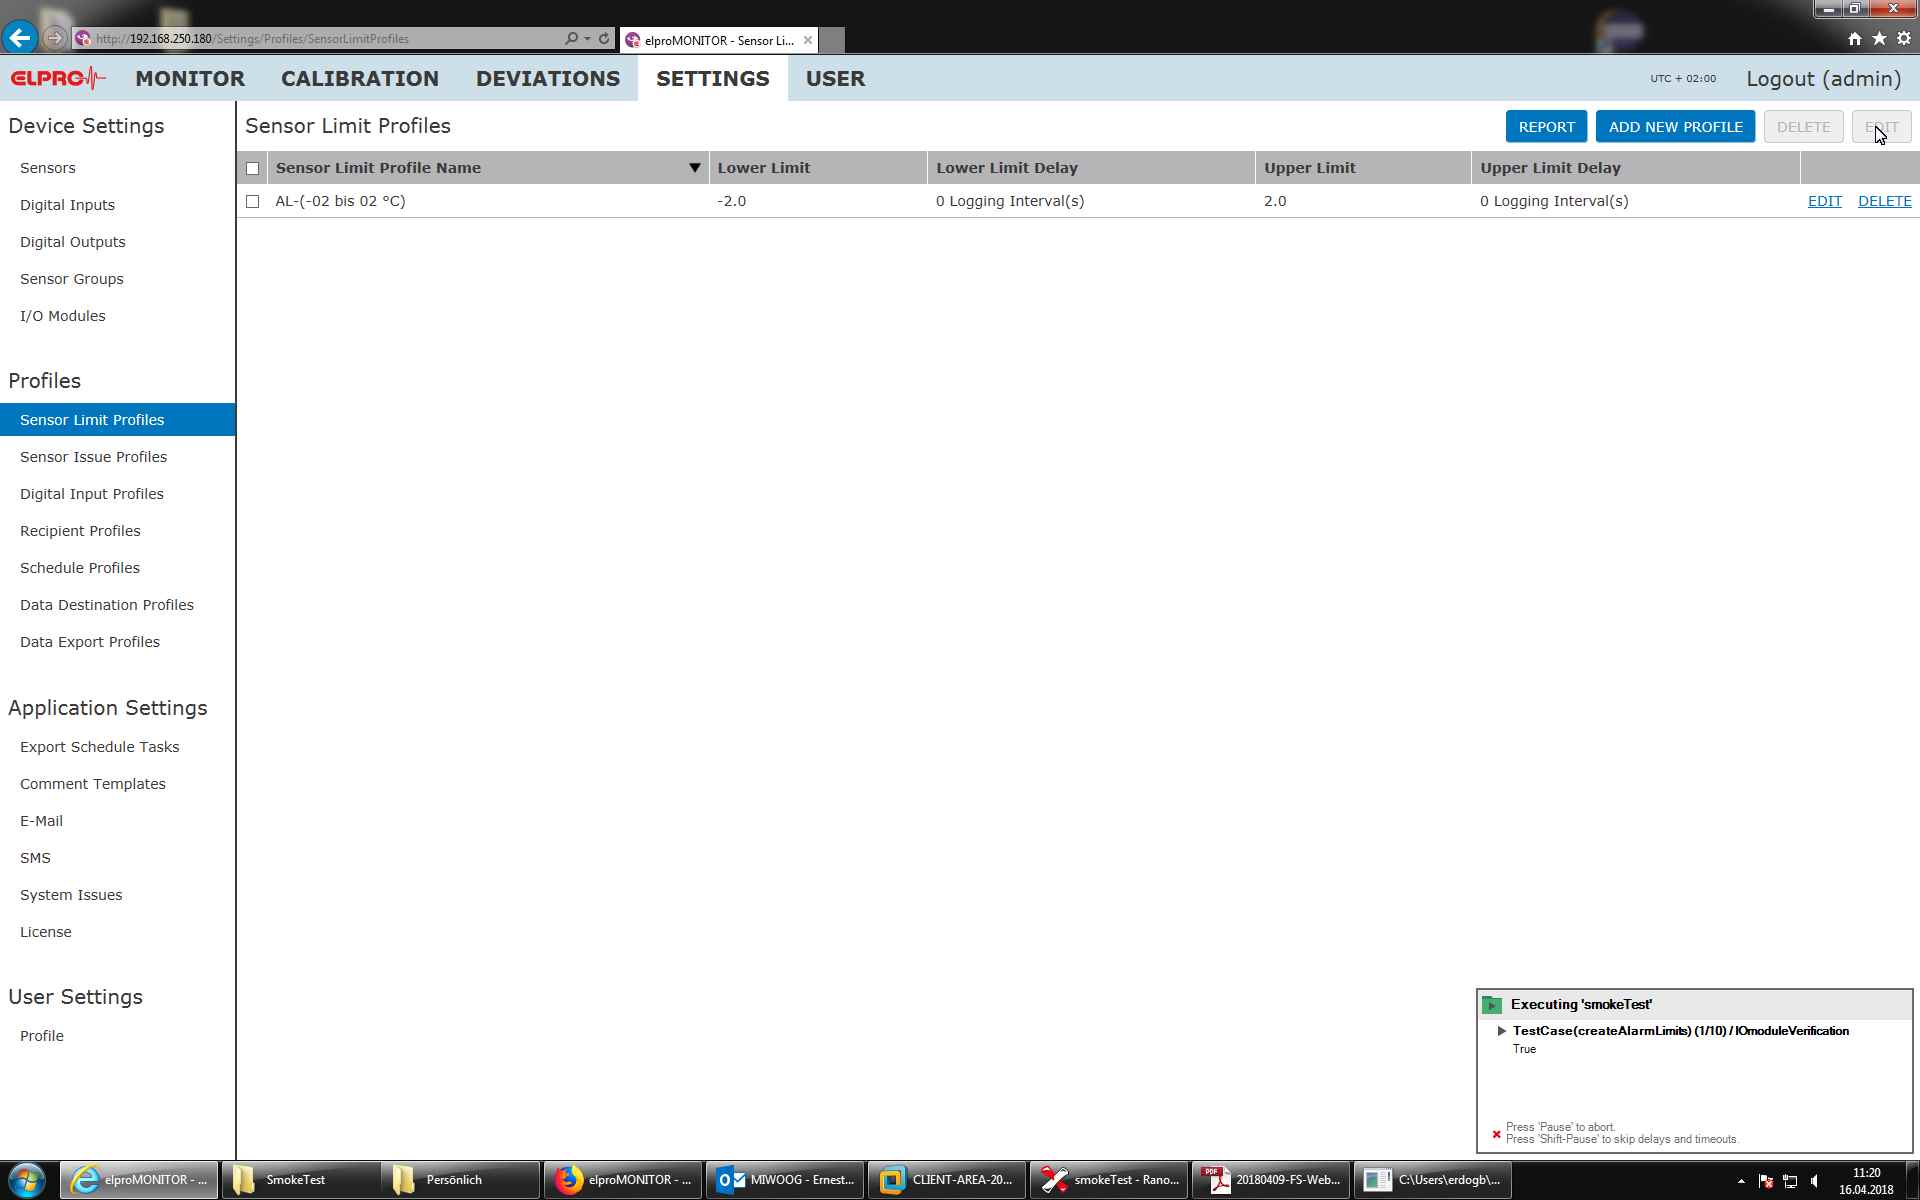 http://192.168.250.180/Settings/Profiles/SensorLimitProfiles
elproMONITOR - Sensor Li...
ELPRO
MONITOR
CALIBRATION
DEVIATIONS
SETTINGS
USER
UTC + 02:00
Logout (admin)
Device Settings
Sensors
Digital Inputs
Digital Outputs
Sensor Groups
I/O Modules
Profiles
Sensor Limit Profiles
Sensor Issue Profiles
Digital Input Profiles
Recipient Profiles
Schedule Profiles
Data Destination Profiles
Data Export Profiles
Application Settings
Export Schedule Tasks
Comment Templates
E-Mail
SMS
System Issues
License
User Settings
Profile
Sensor Limit Profiles
REPORT
ADD NEW PROFILE
DELETE
EDIT
Sensor Limit Profile Name
Lower Limit
Lower Limit Delay
Upper Limit
Upper Limit Delay
AL-(-02 bis 02 °C)
-2.0
0 Logging Interval(s)
2.0
0 Logging Interval(s)
EDIT
DELETE
Executing 'smokeTest'
TestCase(createAlarmLimits) (1/10) / IOmoduleVerification
True
Press 'Pause' to abort.
Press 'Shift-Pause' to skip delays and timeouts.
elproMONITOR - ...
SmokeTest
Persönlich
elproMONITOR - ...
MIWOOG - Ernest...
CLIENT-AREA-20...
smokeTest - Rano...
20180409-FS-Web...
C:\Users\erdogb\...
11:20
16.04.2018